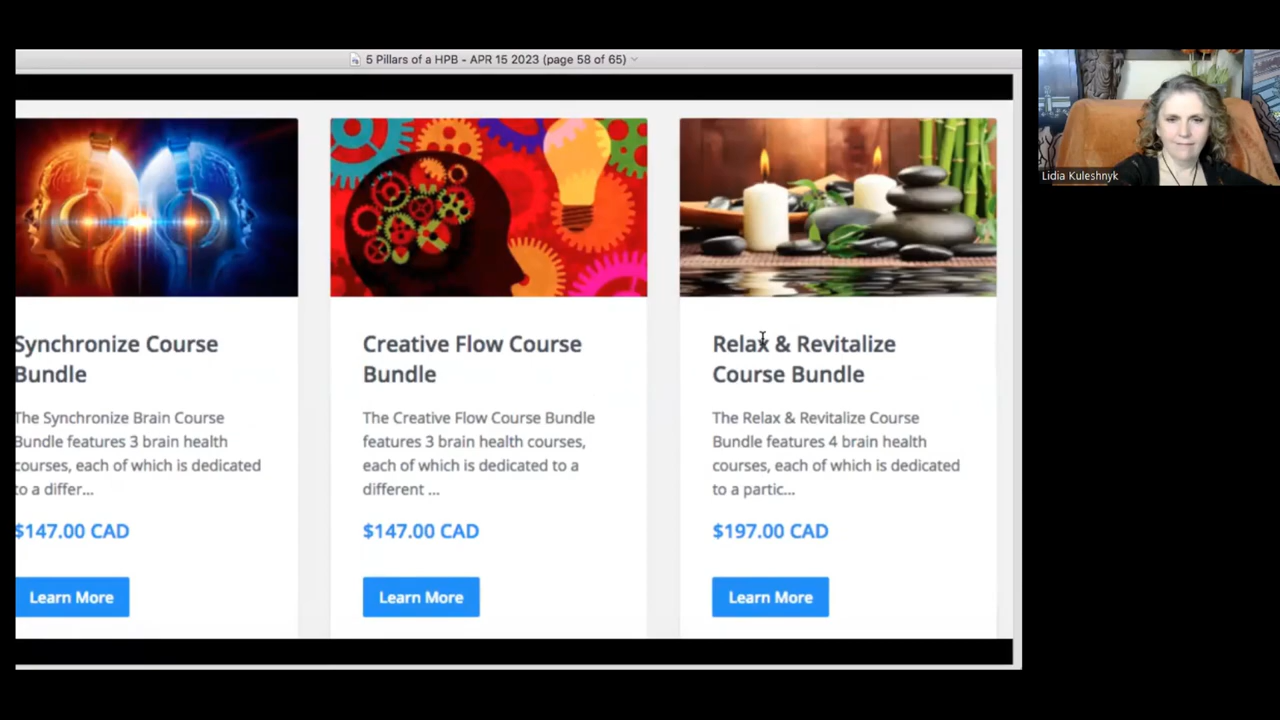 5 Pillars of a HPB - APR 15 2023 (page 58 of 65)
Lidia Kuleshnyk
Synchronize Course
Bundle
The Synchronize Brain Course
Bundle features 3 brain health
courses, each of which is dedicated
to a differ...
$147.00 CAD
Learn More
Creative Flow Course
Bundle
The Creative Flow Course Bundle
features 3 brain health courses,
each of which is dedicated to a
different ...
$147.00 CAD
Learn More
Relax & Revitalize
Course Bundle
The Relax & Revitalize Course
Bundle features 4 brain health
courses, each of which is dedicated
to a partic...
$197.00 CAD
Learn More